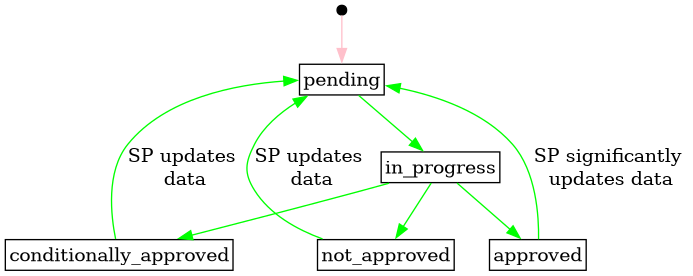 pending
SP updates
data
SP updates
data
SP significantly
updates data
in_progress
conditionally_approved
not_approved
approved